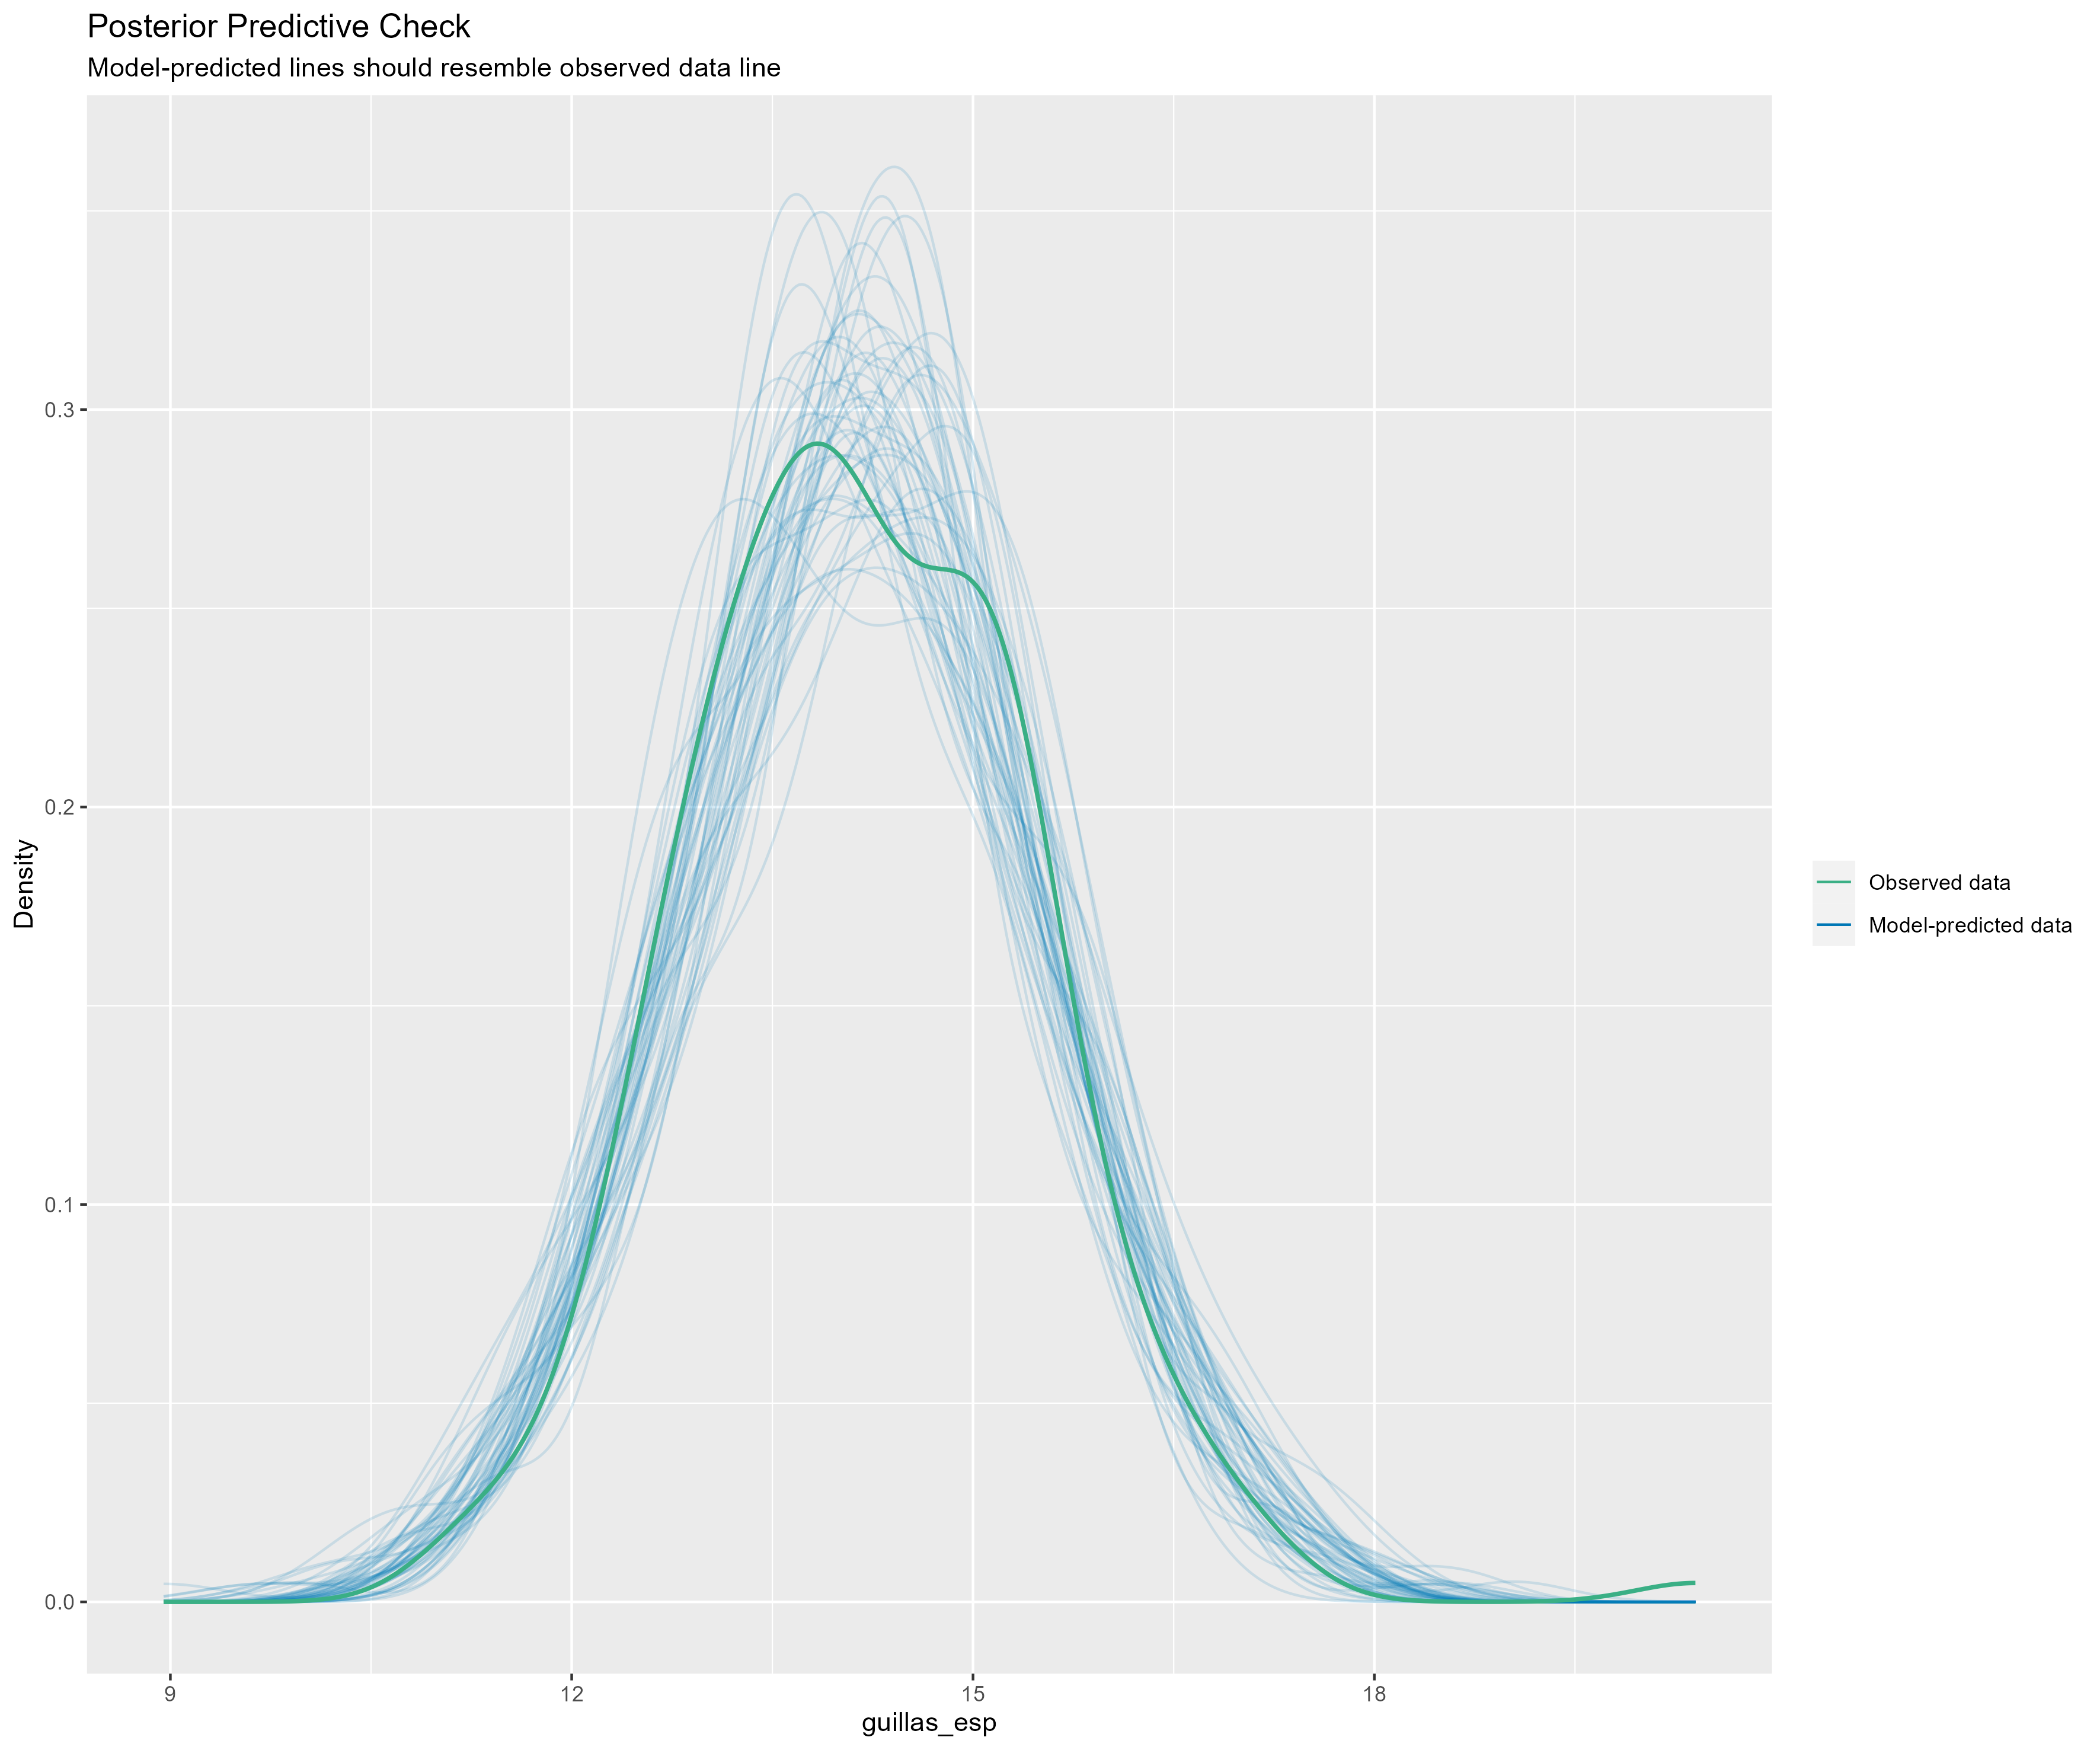 Posterior Predictive Check
Model-predicted lines should resemble observed data line
0.3
0.2
0.1
0.0
Density
9
12
15
18
guillas_esp
Observed data
Model-predicted data